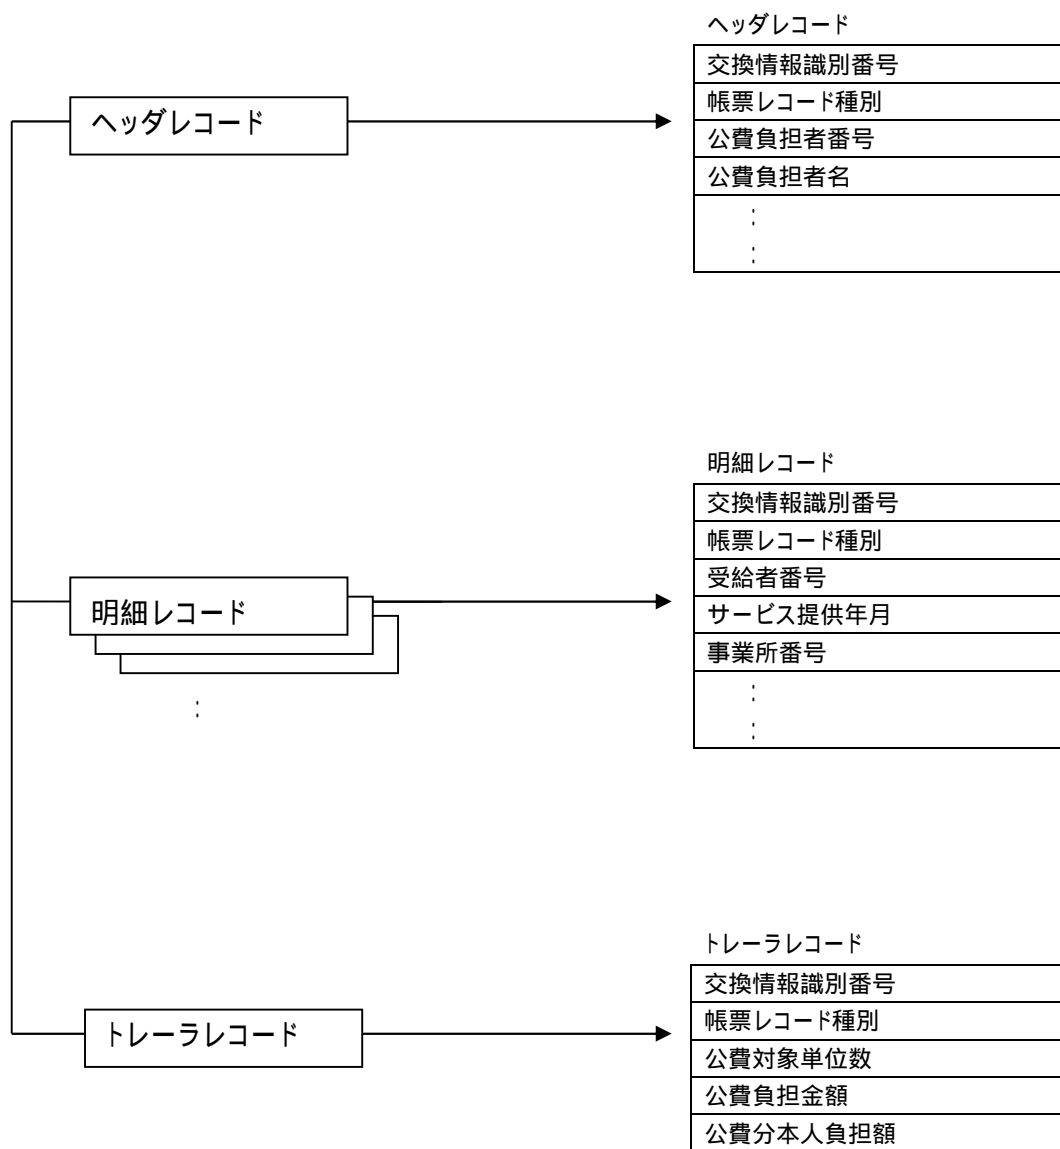 ヘッダレコード
交換情報識別番号
帳票レコード種別
公費負担者番号
公費負担者名
:
:
ヘッダレコード
明細レコード
交換情報識別番号
帳票レコード種別
受給者番号
サービス提供年月
事業所番号
:
:
明細レコード
:
トレーラレコード
交換情報識別番号
帳票レコード種別
公費対象単位数
公費負担金額
公費分本人負担額
トレーラレコード